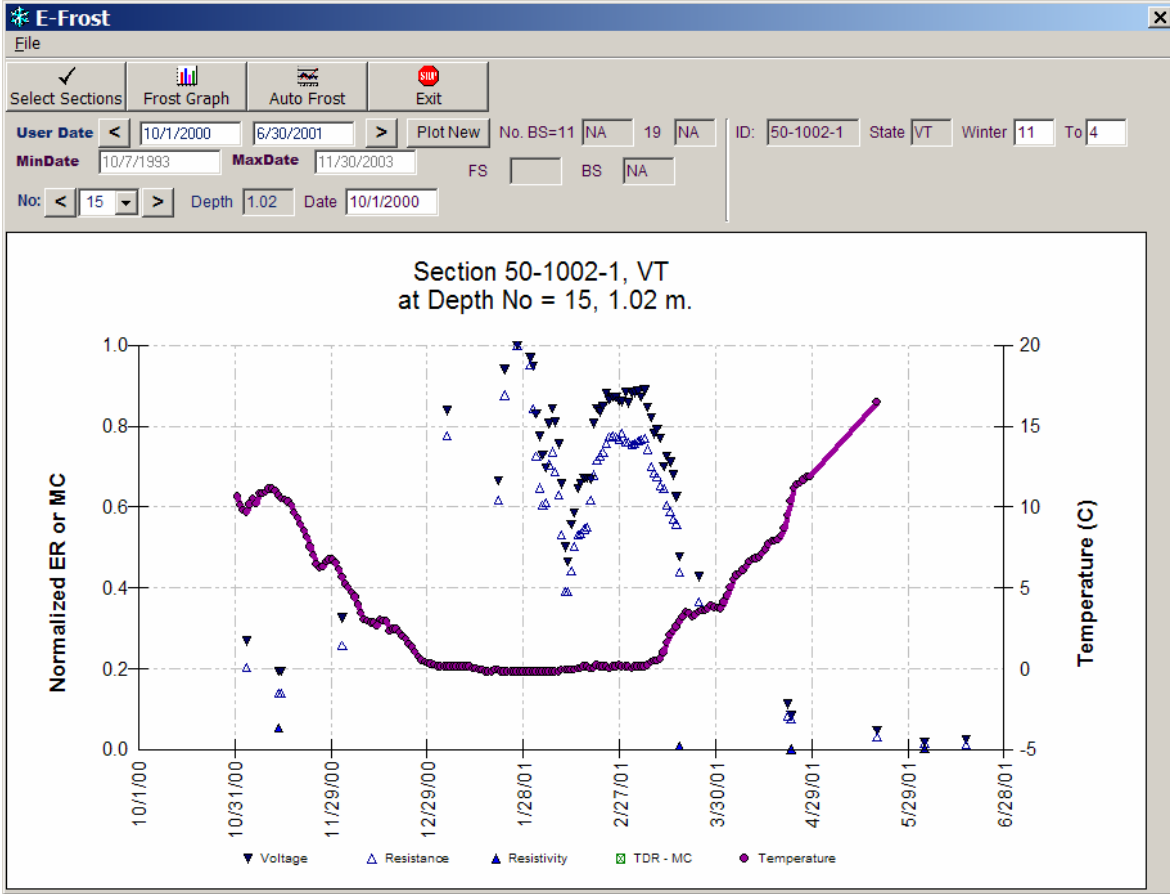 E-Frost
File
Select Sections Frost Graph Auto Frost STOP Exit
User Date < 10/1/2000 6/30/2001 > Plot New No. BS=11 NA 19 NA ID: 50-1002-1 State VT Winter 11 To 4
MinDate 10/7/1993 MaxDate 11/30/2003 FS BS NA
No: < 15 > Depth 1.02 Date 10/1/2000
Section 50-1002-1, VT
at Depth No = 15, 1.02 m.
1.0 20
0.8 15
0.6 10
0.4 5
0.2 0
0.0 -5
Normalized ER or MC
Temperature (C)
10/1/00 10/31/00 11/29/00 12/29/00 1/28/01 2/27/01 3/30/01 4/29/01 5/29/01 6/28/01
Voltage Resistance Resistivity TDR - MC Temperature